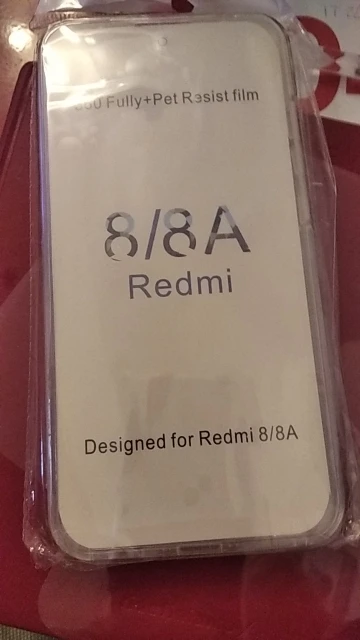 Fully+Pet Resist film
8/8A
Redmi
Designed for Redmi 8/8A